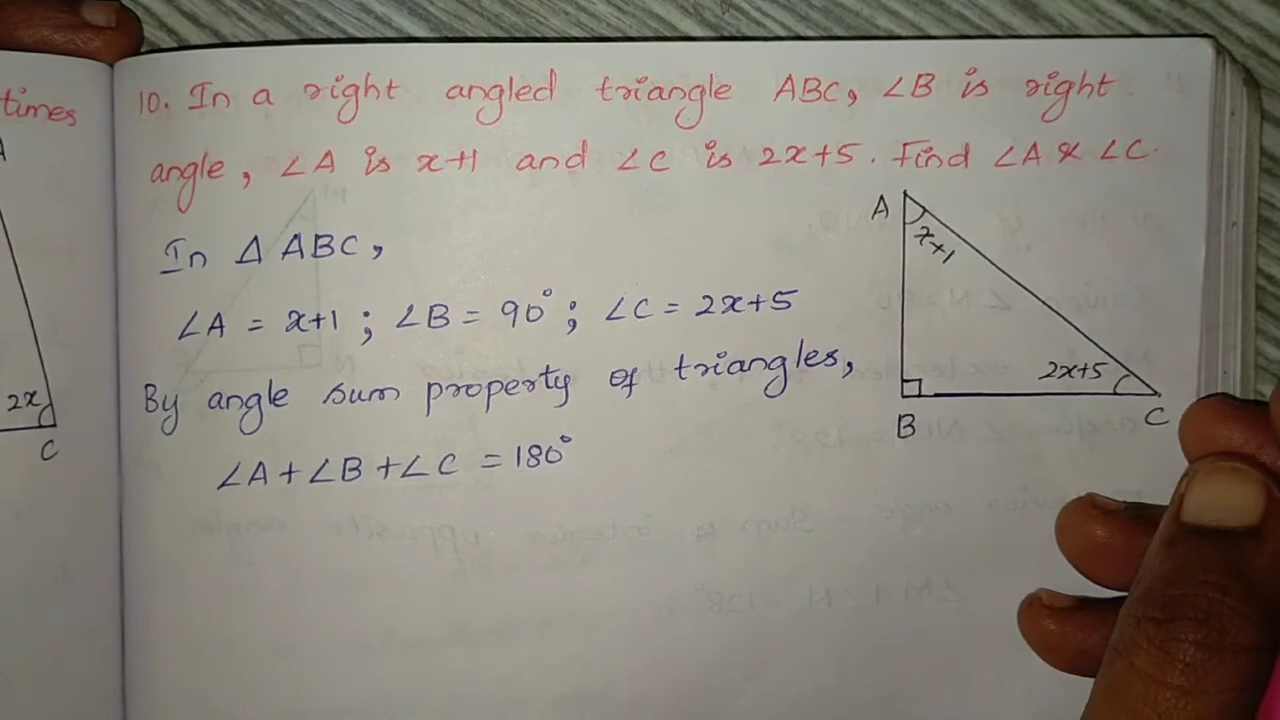 times
A
2x
C
10. In a right angled triangle ABC, ∠B is right
angle, ∠A is x+1 and ∠C is 2x+5. Find ∠A & ∠C.
In △ ABC,
∠A = x+1 ; ∠B = 90° ; ∠C = 2x+5
By angle sum property of triangles,
∠A + ∠B + ∠C = 180°
A
x+1
2x+5
B
C